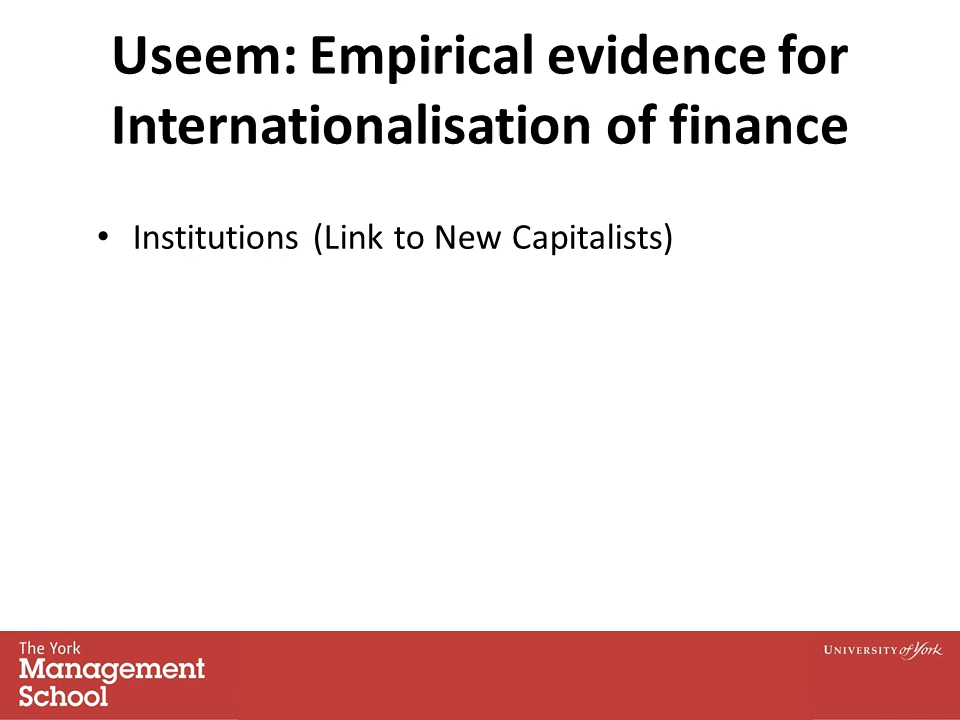 Useem: Empirical evidence for
Internationalisation of finance
• Institutions (Link to New Capitalists)
The York
Management
School
UNIVERSITY of York